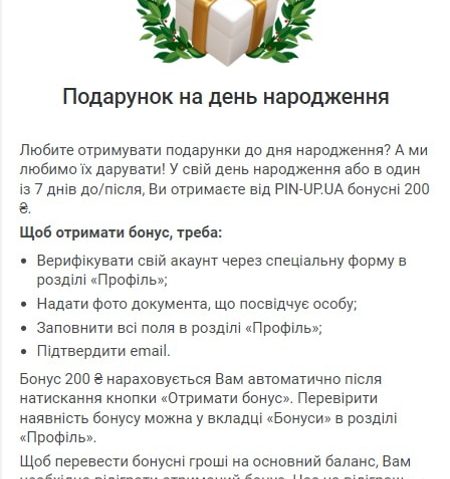 Подарунок на день народження
Любите отримувати подарунки до дня народження? А ми
любимо їх дарувати! У свій день народження або в один
із 7 днів до/після, Ви отримаєте від PIN-UP.UA бонусні 200
₴.
Щоб отримати бонус, треба:
• Верифікувати свій акаунт через спеціальну форму в
розділі «Профіль»;
• Надати фото документа, що посвідчує особу;
• Заповнити всі поля в розділі «Профіль»;
• Підтвердити email.
Бонус 200 ₴ нараховується Вам автоматично після
натискання кнопки «Отримати бонус». Перевірити
наявність бонусу можна у вкладці «Бонуси» в розділі
«Профіль».
Щоб перевести бонусні гроші на основний баланс, Вам